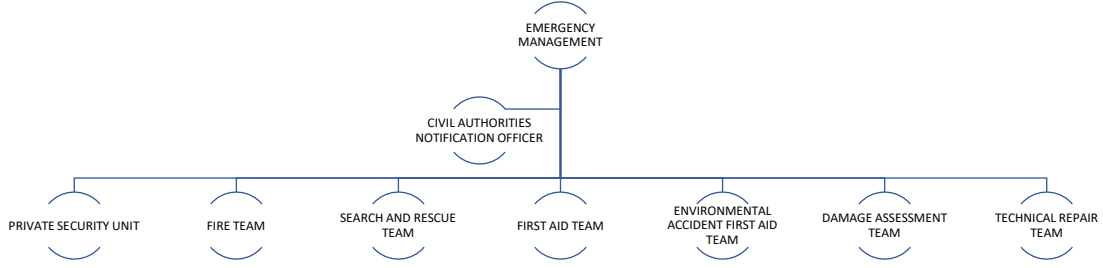 EMERGENCY
MANAGEMENT
CIVIL AUTHORITIES
NOTIFICATION OFFICER
PRIVATE SECURITY UNIT
FIRE TEAM
SEARCH AND RESCUE
TEAM
FIRST AID TEAM
ENVIRONMENTAL
ACCIDENT FIRST AID
TEAM
DAMAGE ASSESSMENT
TEAM
TECHNICAL REPAIR
TEAM